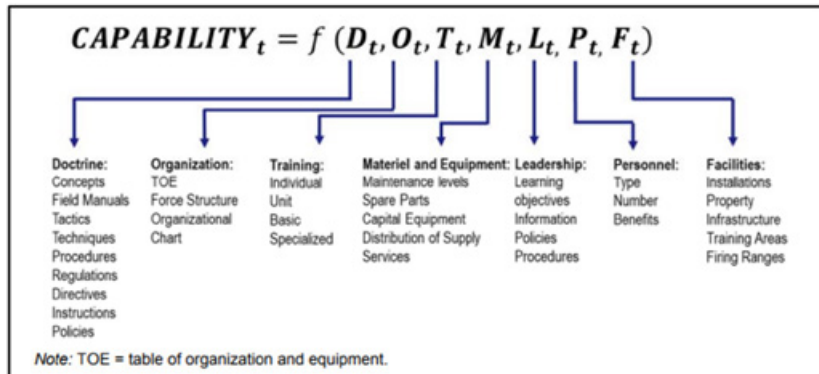 CAPABILITY_t = f (D_t, O_t, T_t, M_t, L_t, P_t, F_t)
Doctrine:
Concepts
Field Manuals
Tactics
Techniques
Procedures
Regulations
Directives
Instructions
Policies
Organization:
TOE
Force Structure
Organizational
Chart
Training:
Individual
Unit
Basic
Specialized
Materiel and Equipment:
Maintenance levels
Spare Parts
Capital Equipment
Distribution of Supply
Services
Leadership:
Learning
objectives
Information
Policies
Procedures
Personnel:
Type
Number
Benefits
Facilities:
Installations
Property
Infrastructure
Training Areas
Firing Ranges
Note: TOE = table of organization and equipment.